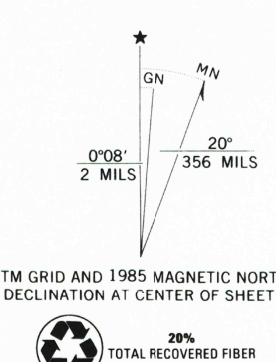 ★
GN
MN
0°08′
2 MILS
20°
356 MILS
TM GRID AND 1985 MAGNETIC NORT
DECLINATION AT CENTER OF SHEET
20%
TOTAL RECOVERED FIBER